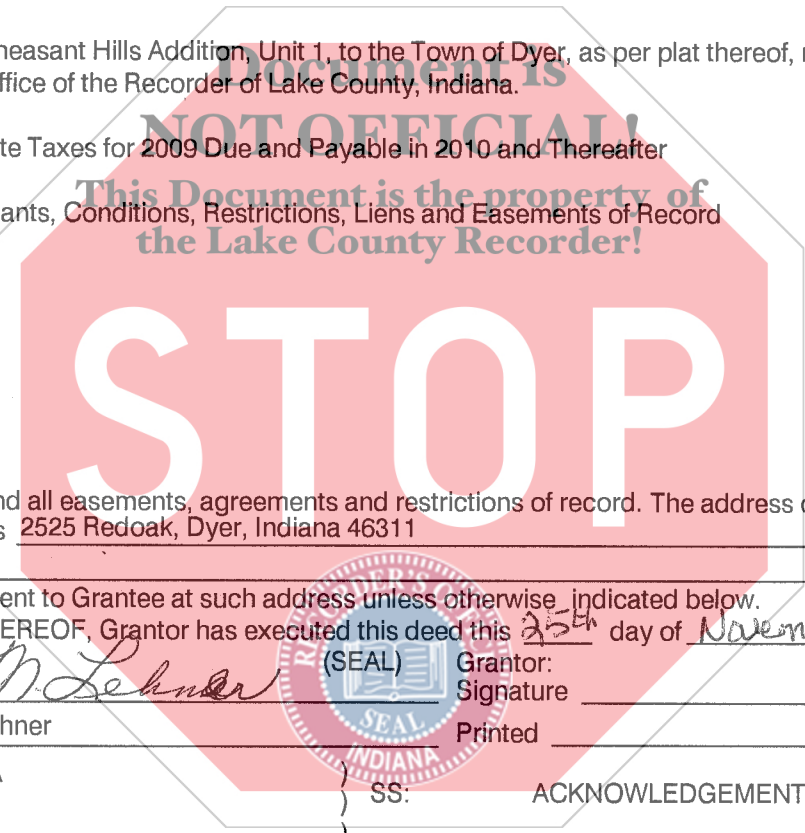 heasant Hills Addition, Unit 1, to the Town of Dyer, as per plat thereof, r
ffice of the Recorder of Lake County, Indiana.
Document is
NOT OFFICIAL!
te Taxes for 2009 Due and Payable in 2010 and Thereafter
This Document is the property of
ants, Conditions, Restrictions, Liens and Easements of Record
the Lake County Recorder!
STOP
nd all easements, agreements and restrictions of record. The address o
s 2525 Redoak, Dyer, Indiana 46311
ent to Grantee at such address unless otherwise indicated below.
EREOF, Grantor has executed this deed this 25th day of Novem
M. Lehner (SEAL) Grantor:
Signature
hner Printed
RECORDER'S OFFICE
SEAL
INDIANA
) SS: ACKNOWLEDGEMENT
)